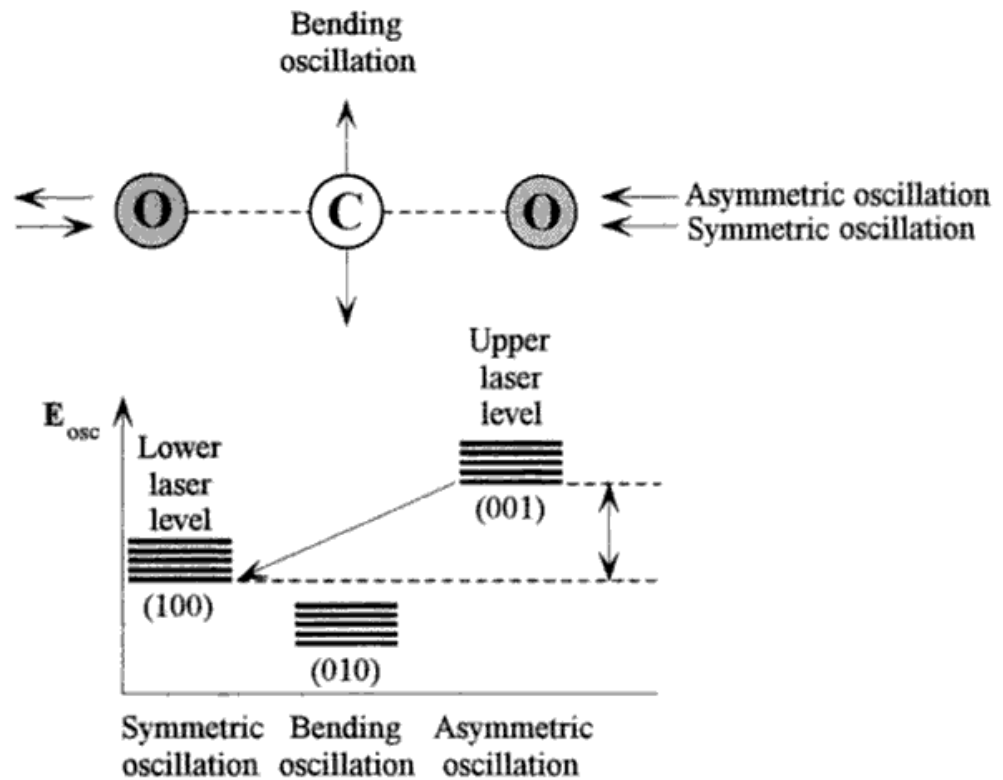 Bending
oscillation
O
C
O
Asymmetric oscillation
Symmetric oscillation
Upper
laser
level
E osc
Lower
laser
level
(001)
(100)
(010)
Symmetric
oscillation
Bending
oscillation
Asymmetric
oscillation